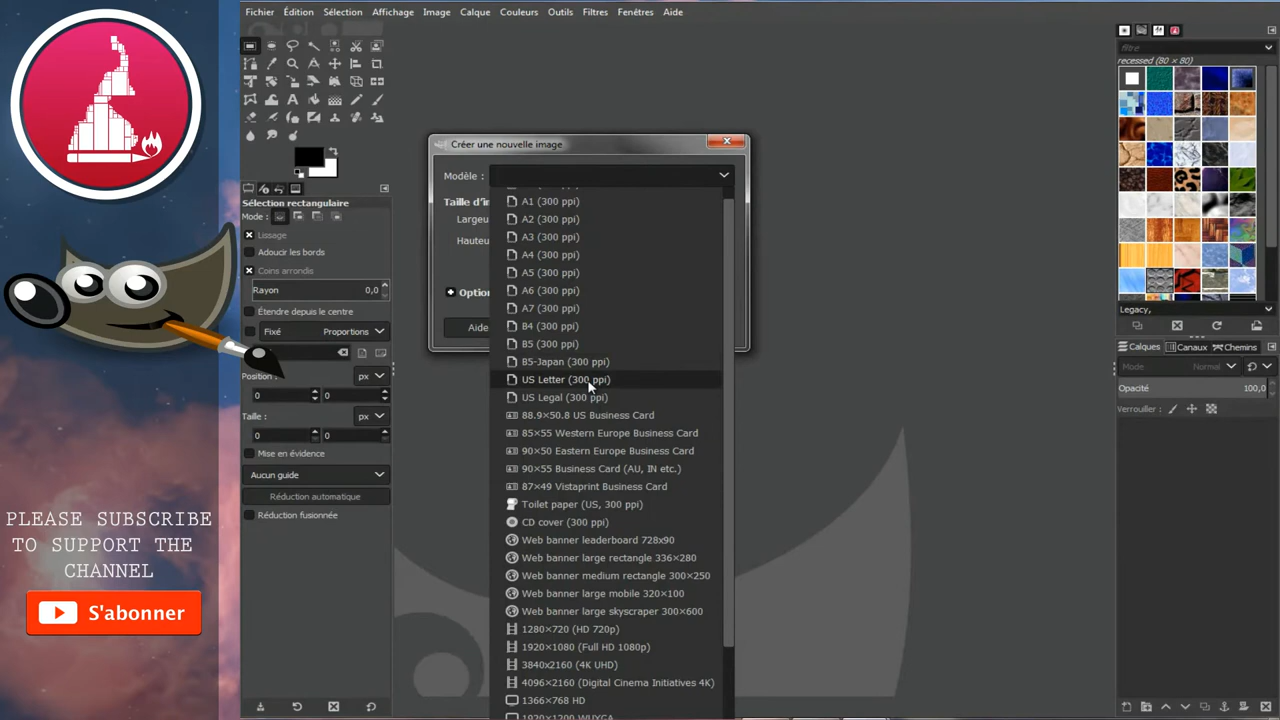 Fichier Édition Sélection Affichage Image Calque Couleurs Outils Filtres Fenêtres Aide
filtre
recessed (80 × 80)
Créer une nouvelle image
Modèle :
Taille d'i
Largeu
Hauteu
Option
Aide
A1 (300 ppi)
A2 (300 ppi)
A3 (300 ppi)
A4 (300 ppi)
A5 (300 ppi)
A6 (300 ppi)
A7 (300 ppi)
B4 (300 ppi)
B5 (300 ppi)
B5-Japan (300 ppi)
US Letter (300 ppi)
US Legal (300 ppi)
88.9×50.8 US Business Card
85×55 Western Europe Business Card
90×50 Eastern Europe Business Card
90×55 Business Card (AU, IN etc.)
87×49 Vistaprint Business Card
Toilet paper (US, 300 ppi)
CD cover (300 ppi)
Web banner leaderboard 728x90
Web banner large rectangle 336×280
Web banner medium rectangle 300×250
Web banner large mobile 320×100
Web banner large skyscraper 300×600
1280×720 (HD 720p)
1920×1080 (Full HD 1080p)
3840x2160 (4K UHD)
4096×2160 (Digital Cinema Initiatives 4K)
1366×768 HD
1920×1200 WUXGA
Sélection rectangulaire
Mode :
Lissage
Adoucir les bords
Coins arrondis
Rayon 0,0
Étendre depuis le centre
Fixé Proportions
Position : px
0 0
Taille : px
0 0
Mise en évidence
Aucun guide
Réduction automatique
Réduction fusionnée
Legacy,
Calques Canaux Chemins
Mode Normal
Opacité 100,0
Verrouiller :
PLEASE SUBSCRIBE
TO SUPPORT THE
CHANNEL
S'abonner